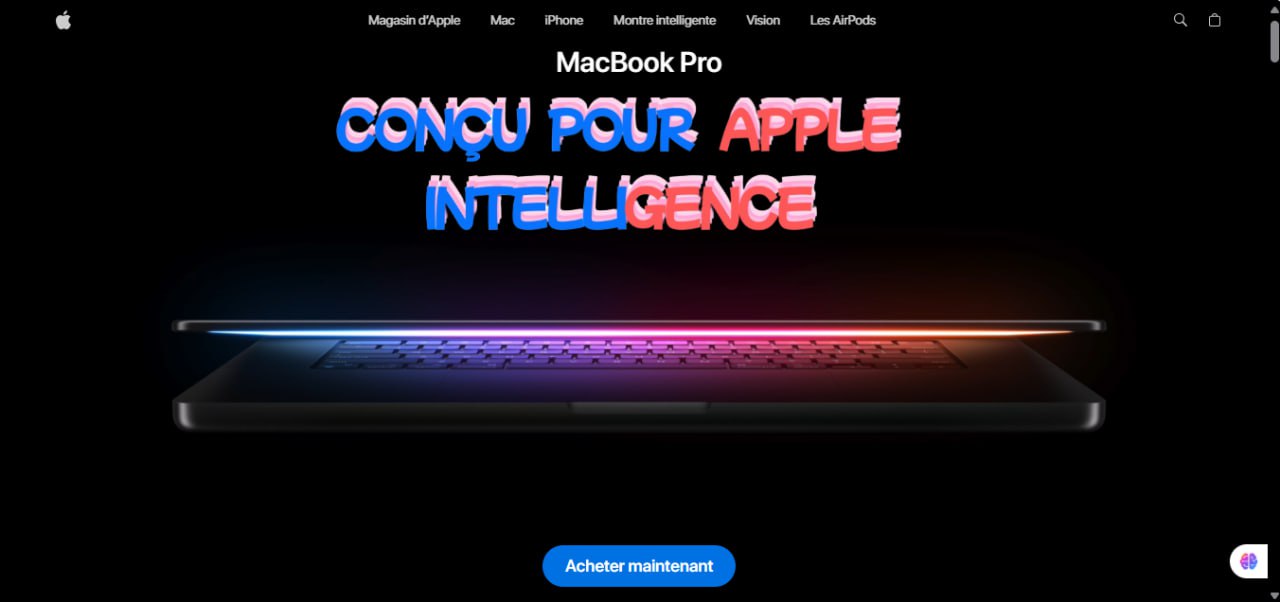 Magasin d’Apple Mac iPhone Montre intelligente Vision Les AirPods
MacBook Pro
CONÇU POUR APPLE
INTELLIGENCE
Acheter maintenant